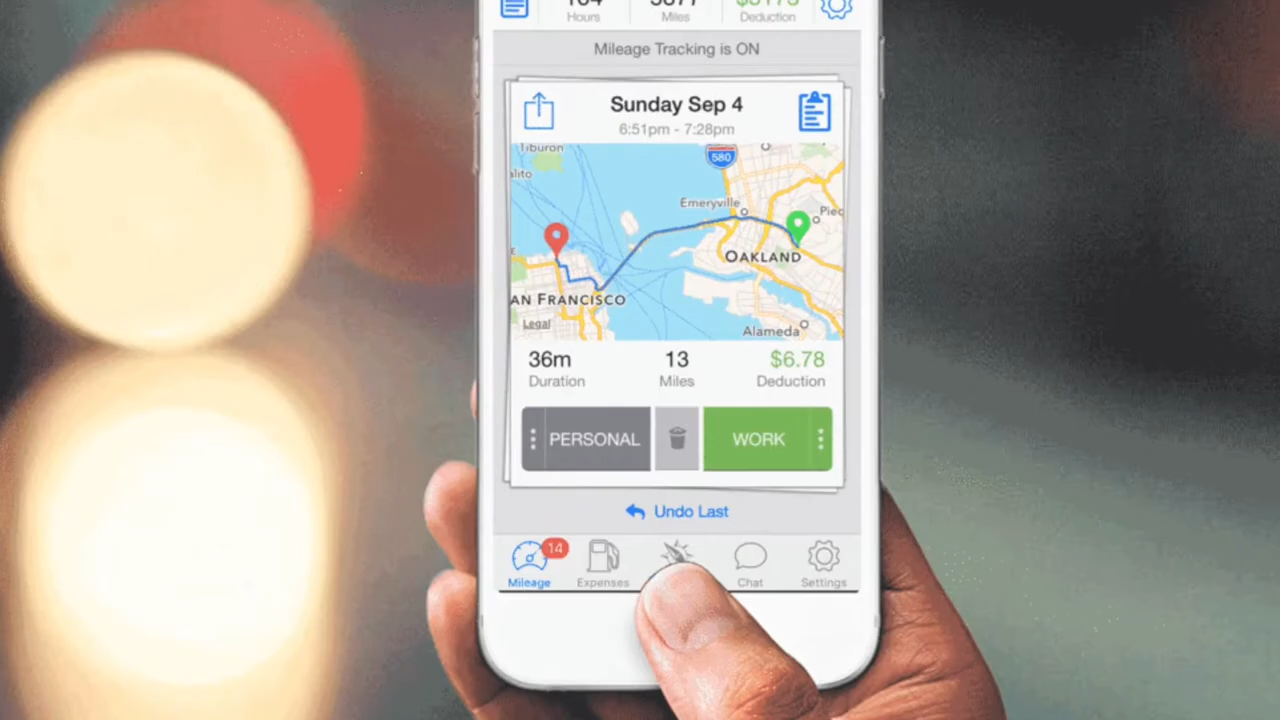 Hours Miles Deduction
Mileage Tracking is ON
Sunday Sep 4
6:51pm - 7:28pm
Tiburon
580
alito
Emeryville
Pied
OAKLAND
AN FRANCISCO
Legal
Alameda
36m 13 $6.78
Duration Miles Deduction
PERSONAL WORK
Undo Last
14
Mileage Expenses Chat Settings